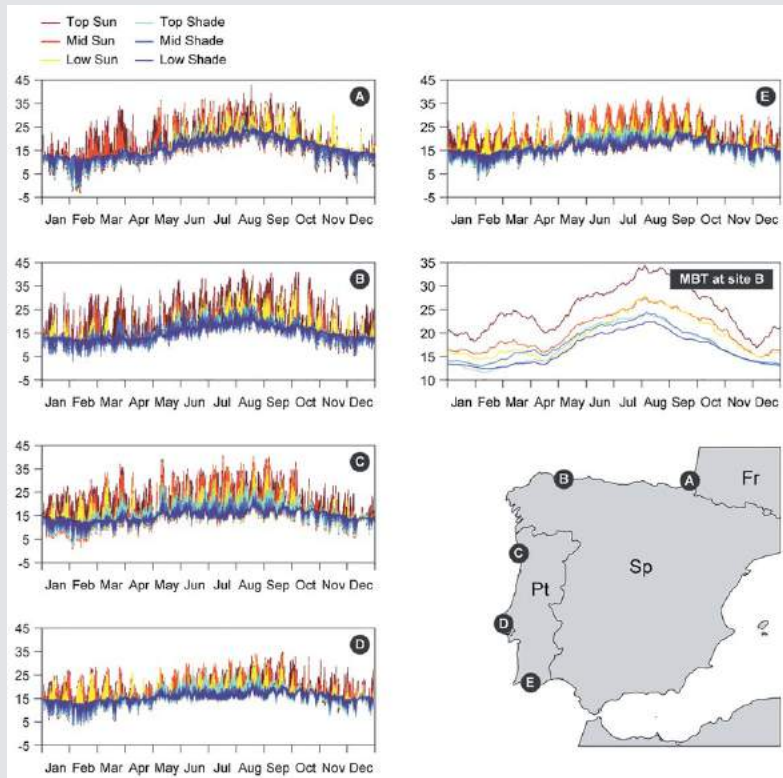 Top Sun
Top Shade
Mid Sun
Mid Shade
Low Sun
Low Shade
45
35
25
15
5
-5
A
Jan Feb Mar Apr May Jun Jul Aug Sep Oct Nov Dec
45
35
25
15
5
-5
E
Jan Feb Mar Apr May Jun Jul Aug Sep Oct Nov Dec
45
35
25
15
5
-5
B
Jan Feb Mar Apr May Jun Jul Aug Sep Oct Nov Dec
35
30
25
20
15
10
MBT at site B
Jan Feb Mar Apr May Jun Jul Aug Sep Oct Nov Dec
45
35
25
15
5
-5
C
Jan Feb Mar Apr May Jun Jul Aug Sep Oct Nov Dec
45
35
25
15
5
-5
D
Jan Feb Mar Apr May Jun Jul Aug Sep Oct Nov Dec
B
A
Fr
C
Pt
Sp
D
E